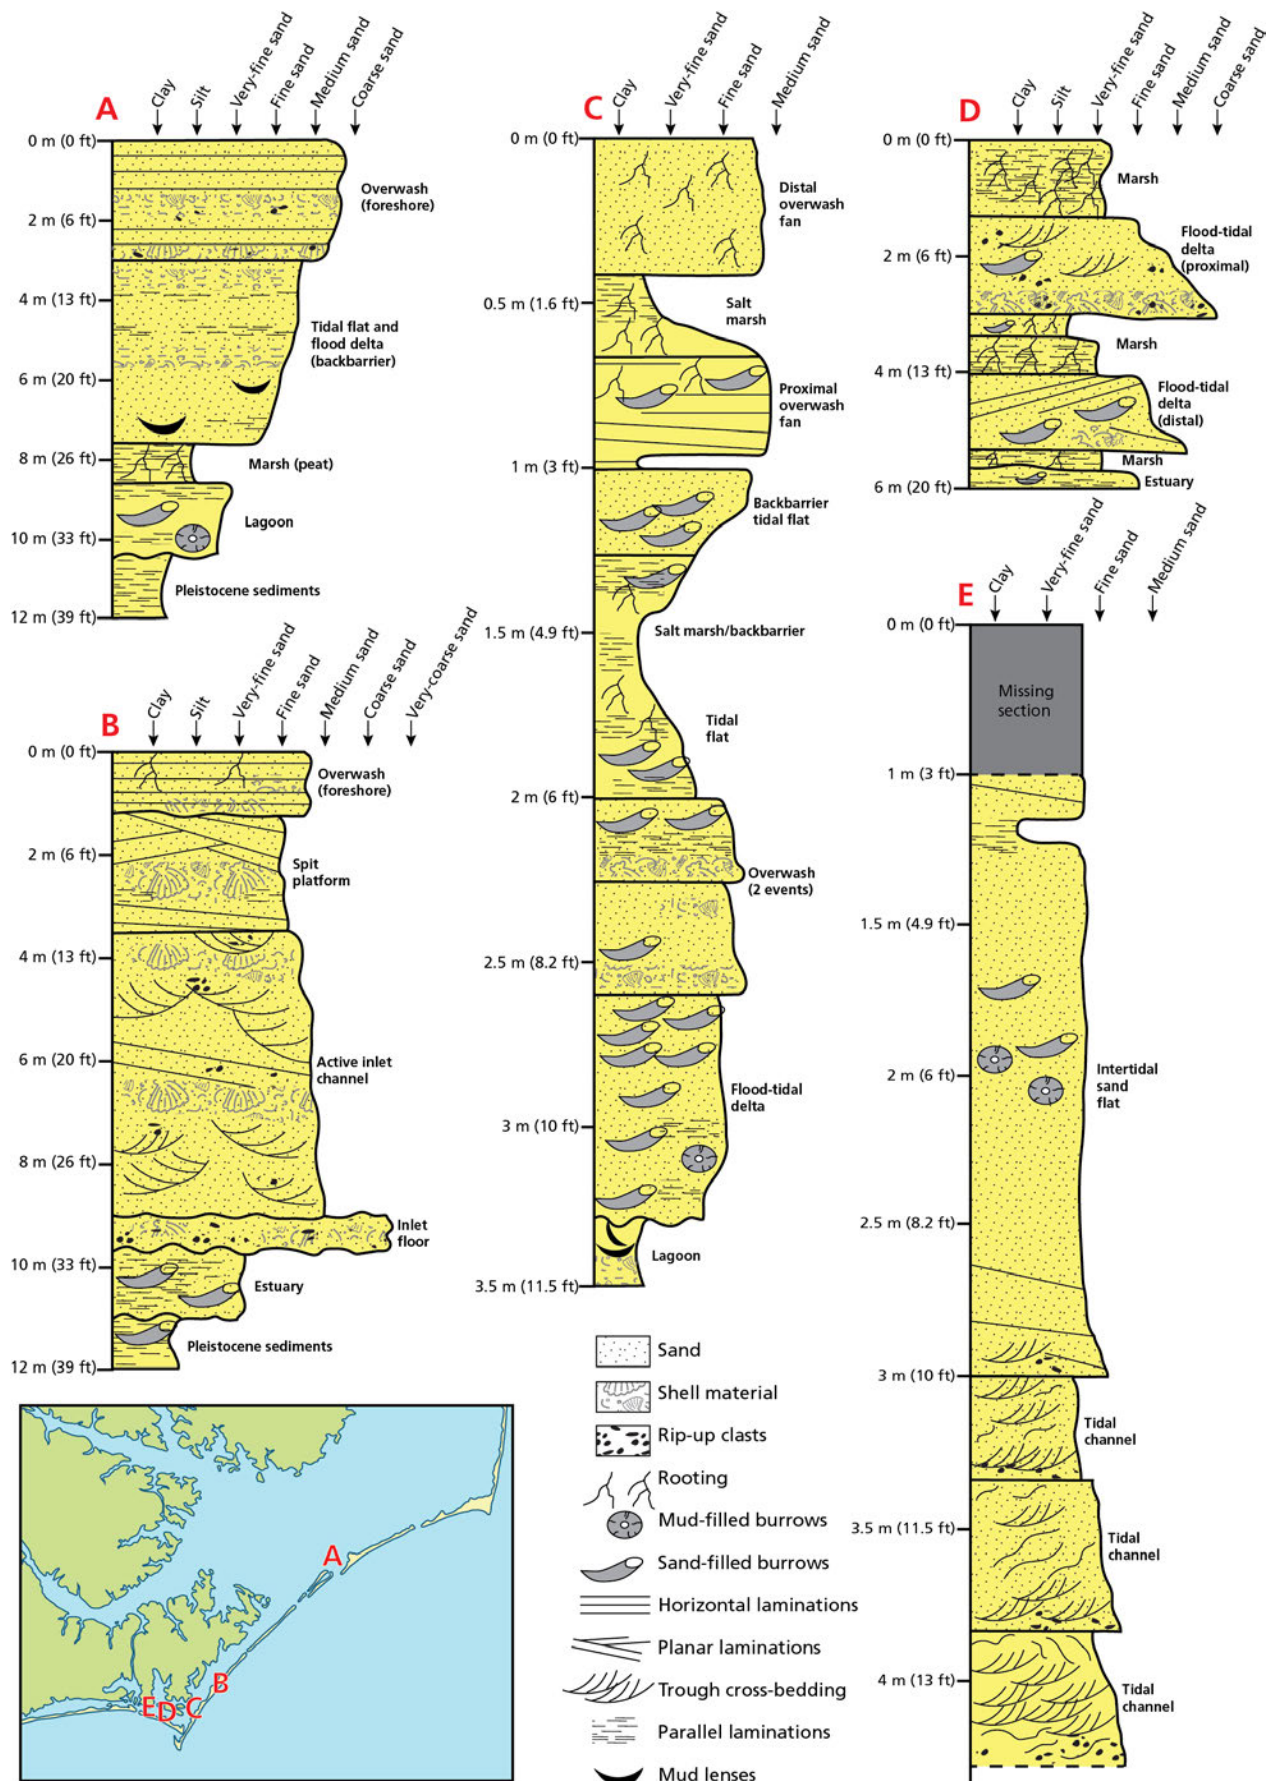 A
Clay
Silt
Very-fine sand
Fine sand
Medium sand
Coarse sand
0 m (0 ft)
2 m (6 ft)
4 m (13 ft)
6 m (20 ft)
8 m (26 ft)
10 m (33 ft)
12 m (39 ft)
Overwash
(foreshore)
Tidal flat and
flood delta
(backbarrier)
Marsh (peat)
Lagoon
Pleistocene sediments
B
Clay
Silt
Very-fine sand
Fine sand
Medium sand
Coarse sand
Very-coarse sand
0 m (0 ft)
2 m (6 ft)
4 m (13 ft)
6 m (20 ft)
8 m (26 ft)
10 m (33 ft)
12 m (39 ft)
Overwash
(foreshore)
Spit
platform
Active inlet
channel
Inlet
floor
Estuary
Pleistocene sediments
A
B
C
D
E
C
Clay
Very-fine sand
Fine sand
Medium sand
0 m (0 ft)
0.5 m (1.6 ft)
1 m (3 ft)
1.5 m (4.9 ft)
2 m (6 ft)
2.5 m (8.2 ft)
3 m (10 ft)
3.5 m (11.5 ft)
Distal
overwash
fan
Salt
marsh
Proximal
overwash
fan
Backbarrier
tidal flat
Salt marsh/backbarrier
Tidal
flat
Overwash
(2 events)
Flood-tidal
delta
Lagoon
Sand
Shell material
Rip-up clasts
Rooting
Mud-filled burrows
Sand-filled burrows
Horizontal laminations
Planar laminations
Trough cross-bedding
Parallel laminations
Mud lenses
D
Clay
Silt
Very-fine sand
Fine sand
Medium sand
Coarse sand
0 m (0 ft)
2 m (6 ft)
4 m (13 ft)
6 m (20 ft)
Marsh
Flood-tidal
delta
(proximal)
Marsh
Flood-tidal
delta
(distal)
Marsh
Estuary
E
Clay
Very-fine sand
Fine sand
Medium sand
0 m (0 ft)
1 m (3 ft)
1.5 m (4.9 ft)
2 m (6 ft)
2.5 m (8.2 ft)
3 m (10 ft)
3.5 m (11.5 ft)
4 m (13 ft)
Missing
section
Intertidal
sand
flat
Tidal
channel
Tidal
channel
Tidal
channel